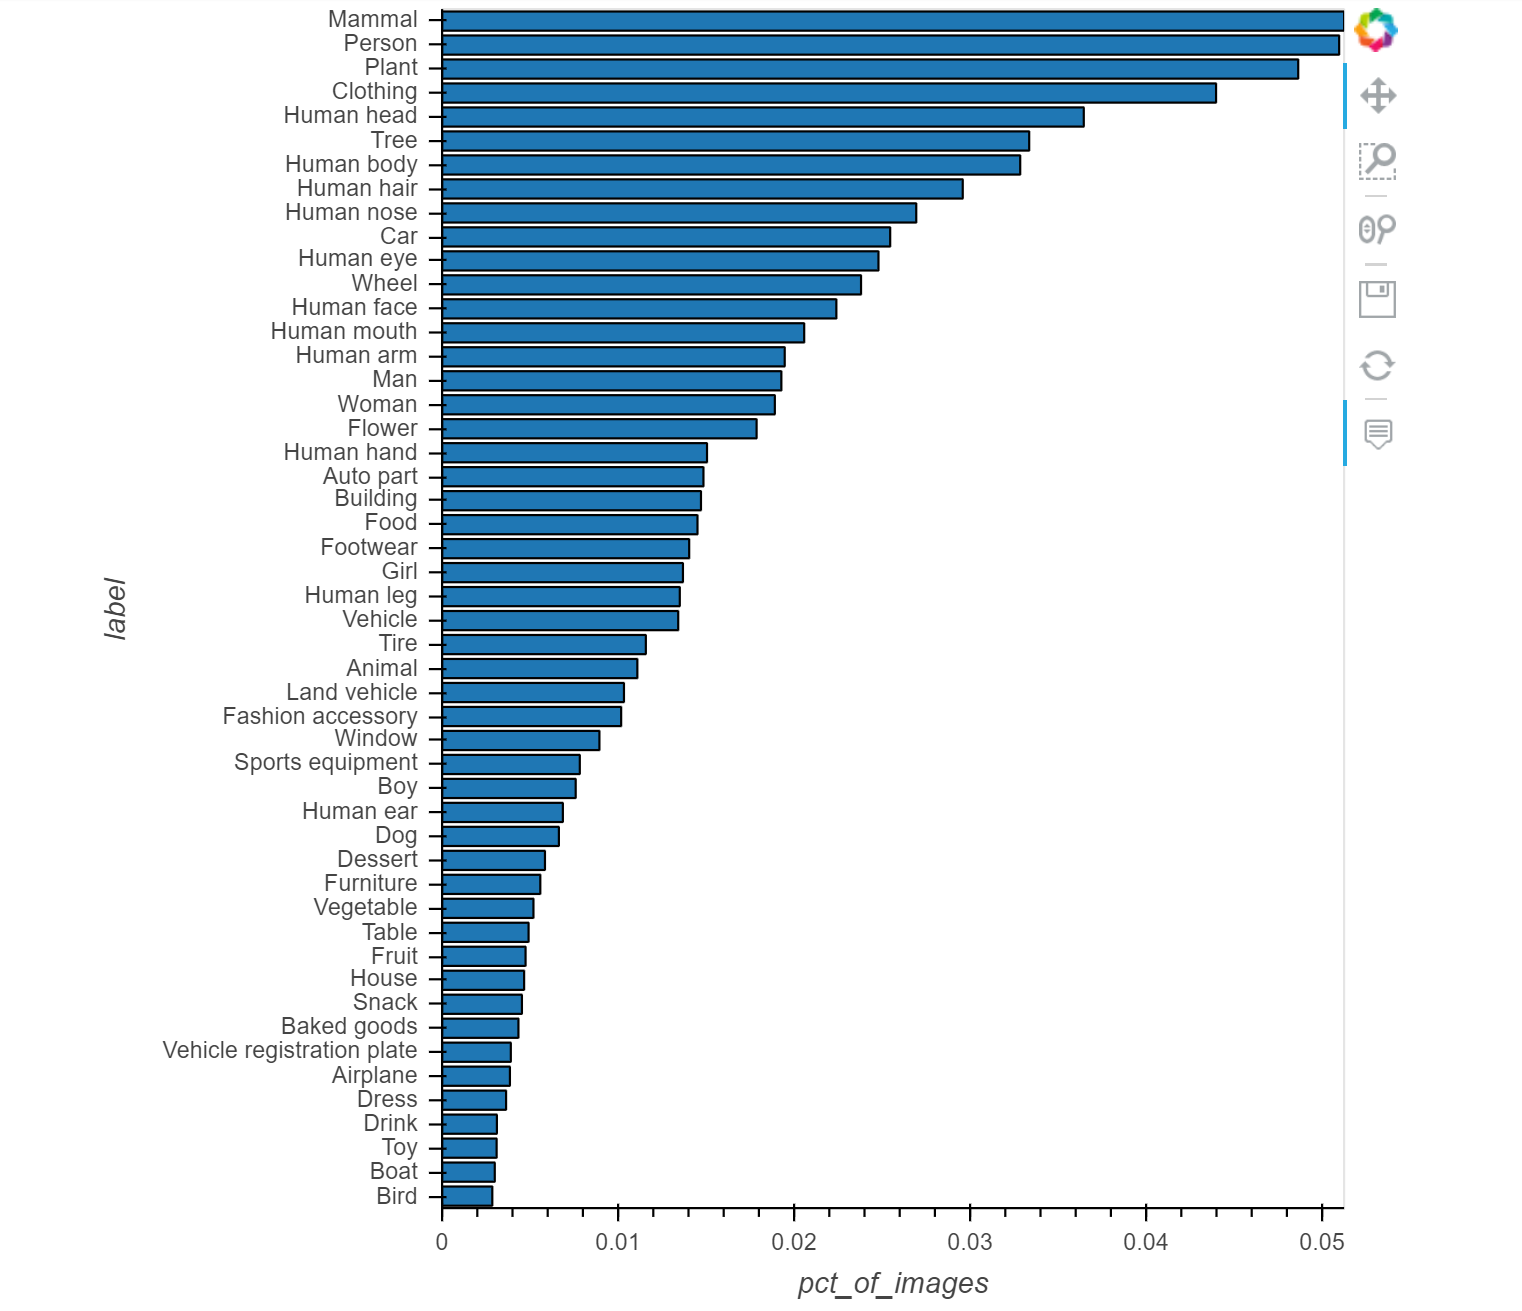 Mammal
Person
Plant
Clothing
Human head
Tree
Human body
Human hair
Human nose
Car
Human eye
Wheel
Human face
Human mouth
Human arm
Man
Woman
Flower
Human hand
Auto part
Building
Food
Footwear
Girl
Human leg
Vehicle
Tire
Animal
Land vehicle
Fashion accessory
Window
Sports equipment
Boy
Human ear
Dog
Dessert
Furniture
Vegetable
Table
Fruit
House
Snack
Baked goods
Vehicle registration plate
Airplane
Dress
Drink
Toy
Boat
Bird
label
0 0.01 0.02 0.03 0.04 0.05
pct_of_images